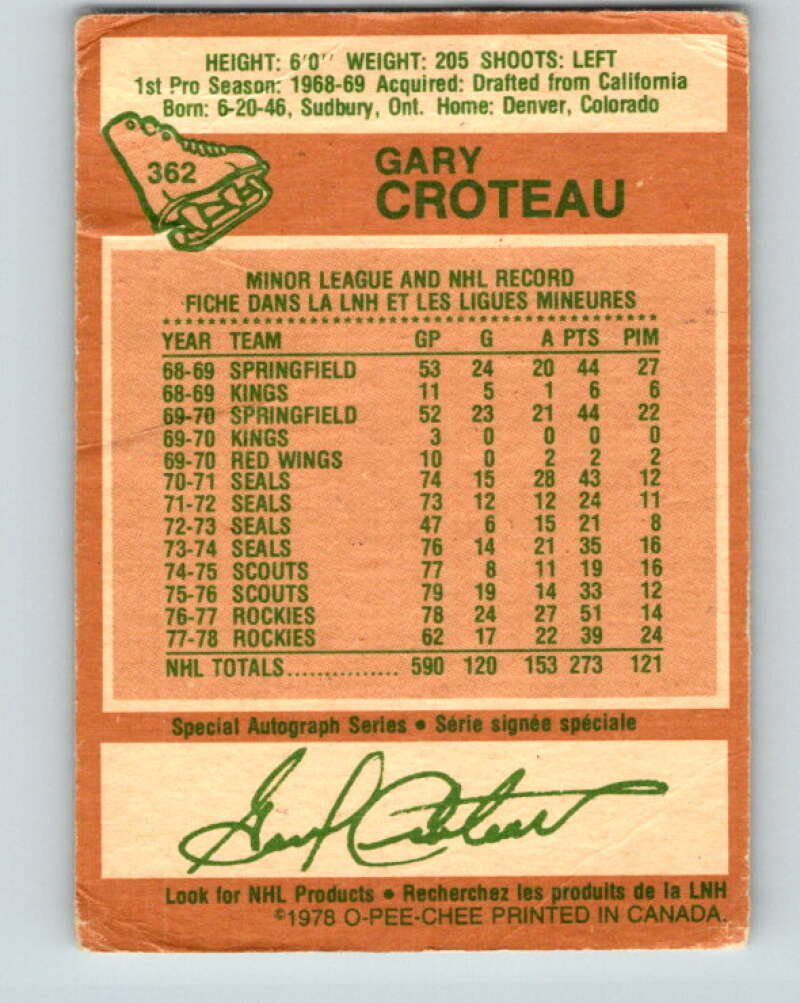 HEIGHT: 6'0'' WEIGHT: 205 SHOOTS: LEFT
1st Pro Season: 1968-69 Acquired: Drafted from California
Born: 6-20-46, Sudbury, Ont. Home: Denver, Colorado
362
GARY
CROTEAU
MINOR LEAGUE AND NHL RECORD
FICHE DANS LA LNH ET LES LIGUES MINEURES
YEAR TEAM GP G A PTS PIM
68-69 SPRINGFIELD 53 24 20 44 27
68-69 KINGS 11 5 1 6 6
69-70 SPRINGFIELD 52 23 21 44 22
69-70 KINGS 3 0 0 0 0
69-70 RED WINGS 10 0 2 2 2
70-71 SEALS 74 15 28 43 12
71-72 SEALS 73 12 12 24 11
72-73 SEALS 47 6 15 21 8
73-74 SEALS 76 14 21 35 16
74-75 SCOUTS 77 8 11 19 16
75-76 SCOUTS 79 19 14 33 12
76-77 ROCKIES 78 24 27 51 14
77-78 ROCKIES 62 17 22 39 24
NHL TOTALS............... 590 120 153 273 121
Special Autograph Series • Série signée spéciale
Gary Croteau
Look for NHL Products • Recherchez les produits de la LNH
©1978 O-PEE-CHEE PRINTED IN CANADA.